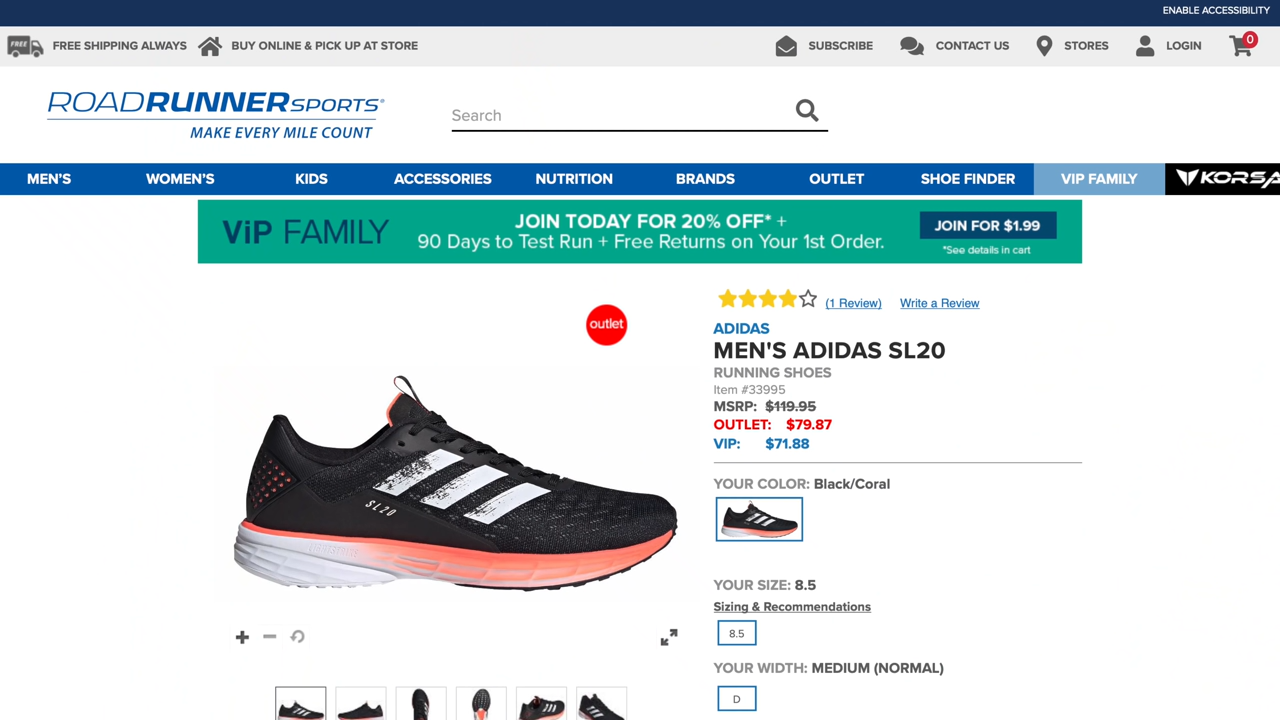 ENABLE ACCESSIBILITY
FREE FREE SHIPPING ALWAYS BUY ONLINE & PICK UP AT STORE SUBSCRIBE CONTACT US STORES LOGIN 0
ROADRUNNERSPORTS®
MAKE EVERY MILE COUNT
Search
MEN'S WOMEN'S KIDS ACCESSORIES NUTRITION BRANDS OUTLET SHOE FINDER VIP FAMILY KORSA
ViP FAMILY
JOIN TODAY FOR 20% OFF* +
90 Days to Test Run + Free Returns on Your 1st Order.
JOIN FOR $1.99
*See details in cart
outlet
SL20
(1 Review) Write a Review
ADIDAS
MEN'S ADIDAS SL20
RUNNING SHOES
Item #33995
MSRP: $119.95
OUTLET: $79.87
VIP: $71.88
YOUR COLOR: Black/Coral
YOUR SIZE: 8.5
Sizing & Recommendations
8.5
YOUR WIDTH: MEDIUM (NORMAL)
D